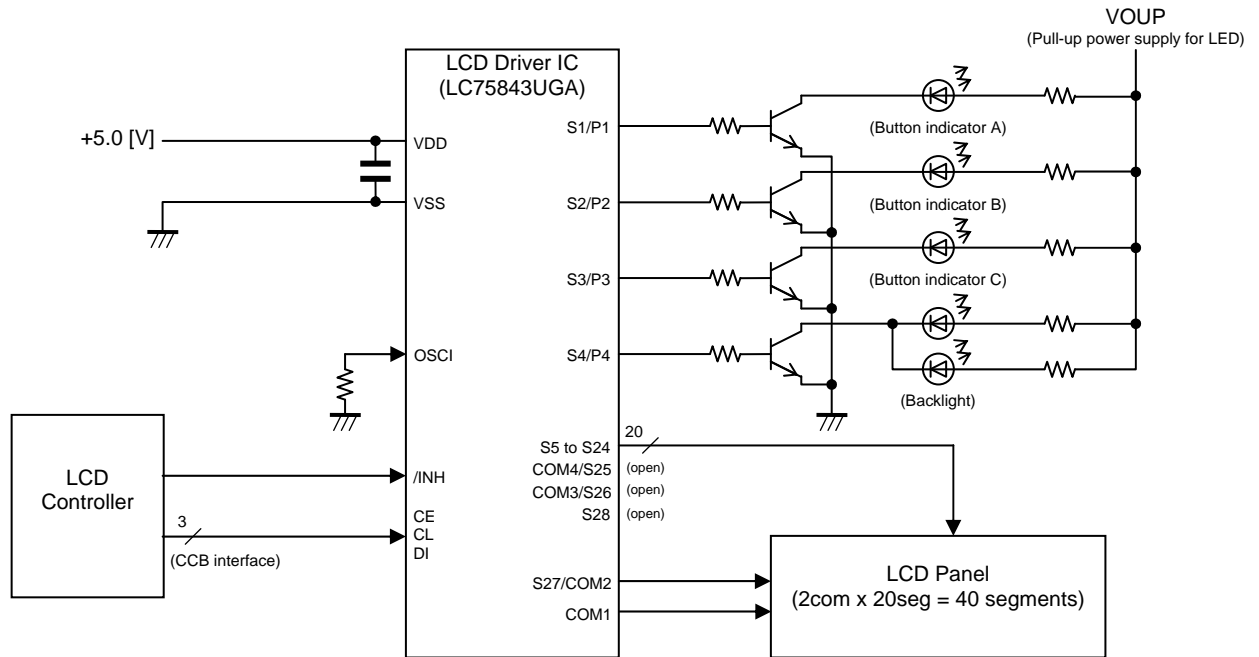 VOUP
(Pull-up power supply for LED)
LCD Driver IC
(LC75843UGA)
+5.0 [V]
VDD
VSS
S1/P1
(Button indicator A)
S2/P2
(Button indicator B)
S3/P3
(Button indicator C)
OSCI
S4/P4
(Backlight)
20
S5 to S24
COM4/S25 (open)
COM3/S26 (open)
S28 (open)
LCD
Controller
/INH
3
(CCB interface)
CE
CL
DI
S27/COM2
COM1
LCD Panel
(2com x 20seg = 40 segments)